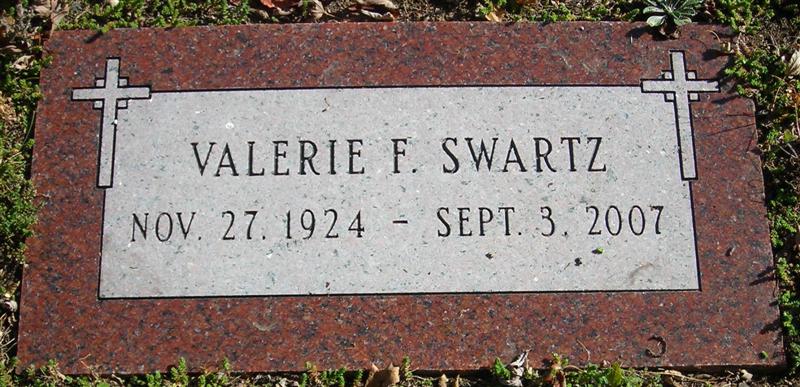 VALERIE F. SWARTZ
NOV. 27. 1924 – SEPT. 3. 2007